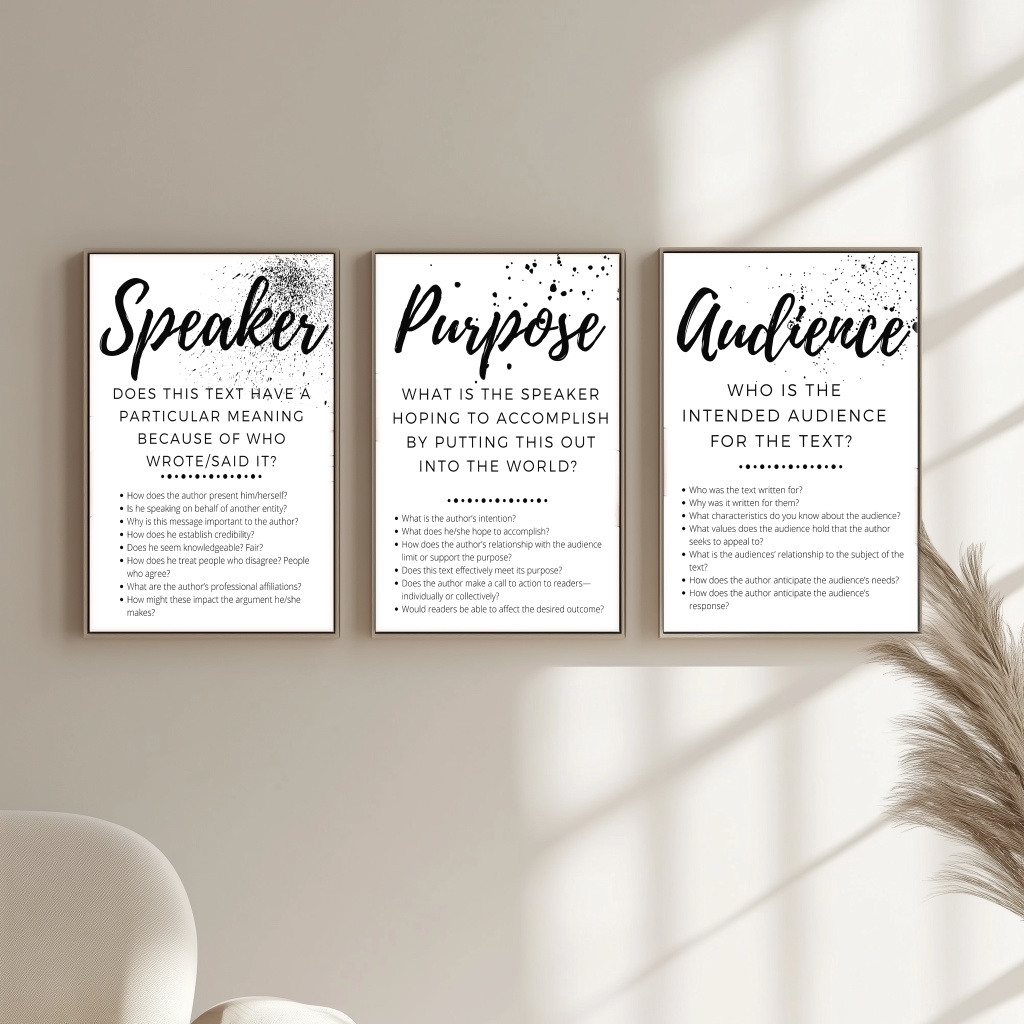 Speaker
DOES THIS TEXT HAVE A
PARTICULAR MEANING
BECAUSE OF WHO
WROTE/SAID IT?
• How does the author present him/herself?
• Is he speaking on behalf of another entity?
• Why is this message important to the author?
• How does he establish credibility?
• Does he seem knowledgeable? Fair?
• How does he treat people who disagree? People
who agree?
• What are the author's professional affiliations?
• How might these impact the argument he/she
makes?
Purpose
WHAT IS THE SPEAKER
HOPING TO ACCOMPLISH
BY PUTTING THIS OUT
INTO THE WORLD?
• What is the author's intention?
• What does he/she hope to accomplish?
• How does the author's relationship with the audience
limit or support the purpose?
• Does this text effectively meet its purpose?
• Does the author make a call to action to readers—
individually or collectively?
• Would readers be able to affect the desired outcome?
Audience
WHO IS THE
INTENDED AUDIENCE
FOR THE TEXT?
• Who was the text written for?
• Why was it written for them?
• What characteristics do you know about the audience?
• What values does the audience hold that the author
seeks to appeal to?
• What is the audiences' relationship to the subject of the
text?
• How does the author anticipate the audience's needs?
• How does the author anticipate the audience's
response?